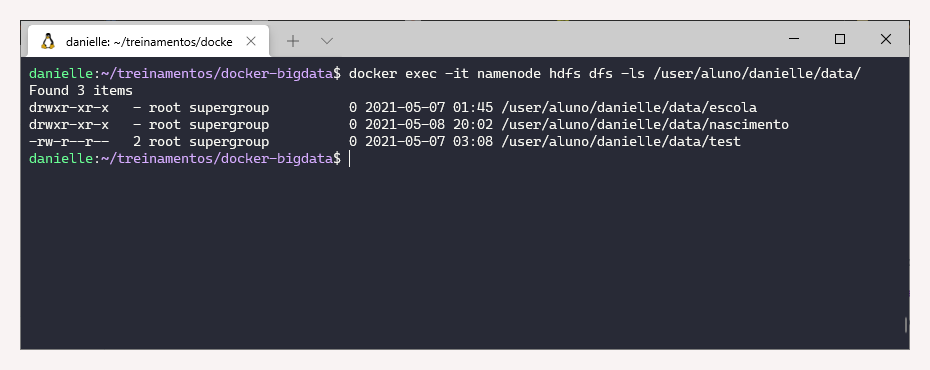 danielle: ~/treinamentos/docke
danielle:~/treinamentos/docker-bigdata$ docker exec -it namenode hdfs dfs -ls /user/aluno/danielle/data/
Found 3 items
drwxr-xr-x   - root supergroup          0 2021-05-07 01:45 /user/aluno/danielle/data/escola
drwxr-xr-x   - root supergroup          0 2021-05-08 20:02 /user/aluno/danielle/data/nascimento
-rw-r--r--   2 root supergroup          0 2021-05-07 03:08 /user/aluno/danielle/data/test
danielle:~/treinamentos/docker-bigdata$